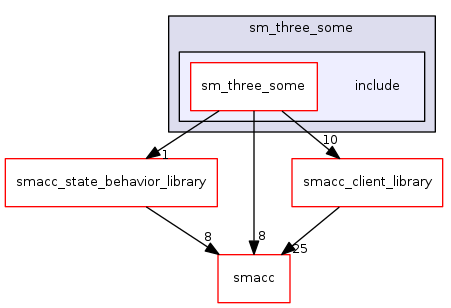 sm_three_some
sm_three_some
include
10
1
smacc_state_behavior_library
smacc_client_library
8
8
25
smacc